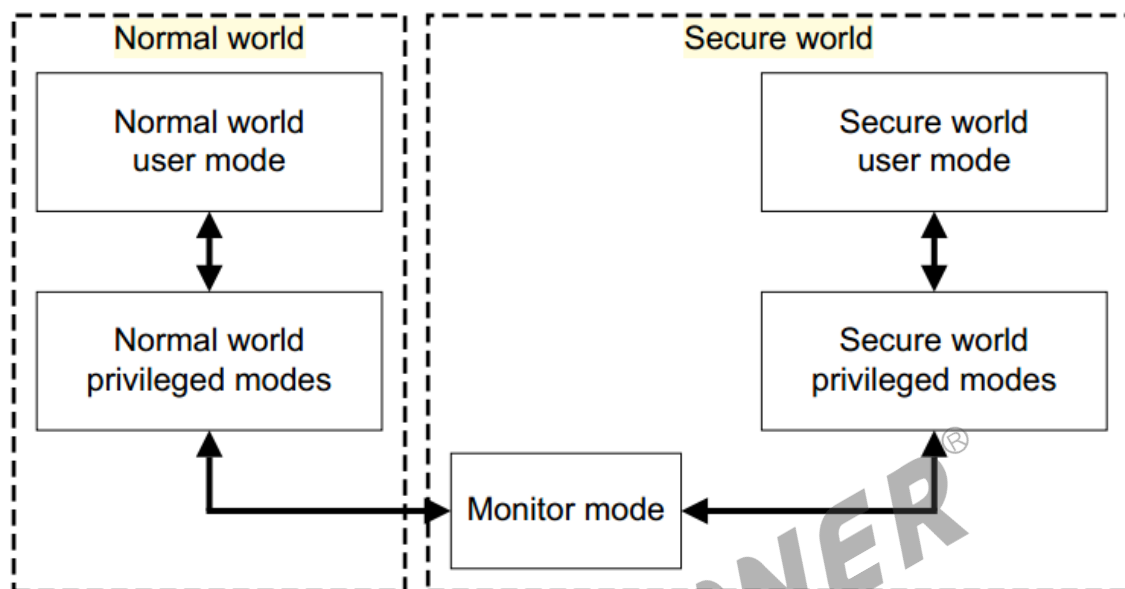 Normal world
Secure world
Normal world
user mode
Secure world
user mode
Normal world
privileged modes
Secure world
privileged modes
Monitor mode